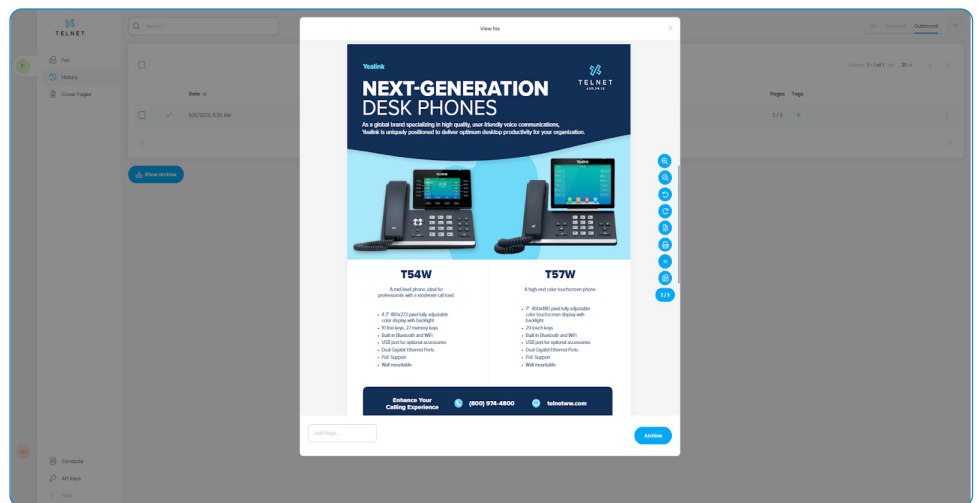 TELNET
Search...
All
Received
Outbound
Fax
History
Cover Pages
Date
Pages Tags
9/9/2023, 8:35 AM
3 / 3 +
Show archive
View fax
Yealink
TELNET
NEXT-GENERATION
DESK PHONES
As a global brand specializing in high quality, user-friendly voice communications,
Yealink is uniquely positioned to deliver optimum desktop productivity for your organization.
T54W
A mid level phone, ideal for
professionals with a moderate call load.
• 4.3" 480x272 pixel fully adjustable
color display with backlight
• 10 line keys, 27 memory keys
• Built in Bluetooth and WiFi
• USB port for optional accessories
• Dual Gigabit Ethernet Ports
• PoE Support
• Wall mountable
T57W
A high end color touchscreen phone.
• 7" 800x480 pixel fully adjustable
color touchscreen display with
backlight
• 29 touch keys
• Built in Bluetooth and WiFi
• USB port for optional accessories
• Dual Gigabit Ethernet Ports
• PoE Support
• Wall mountable
Enhance Your
Calling Experience
(800) 974-4800
telnetww.com
Add tags...
Archive
Contacts
API Keys